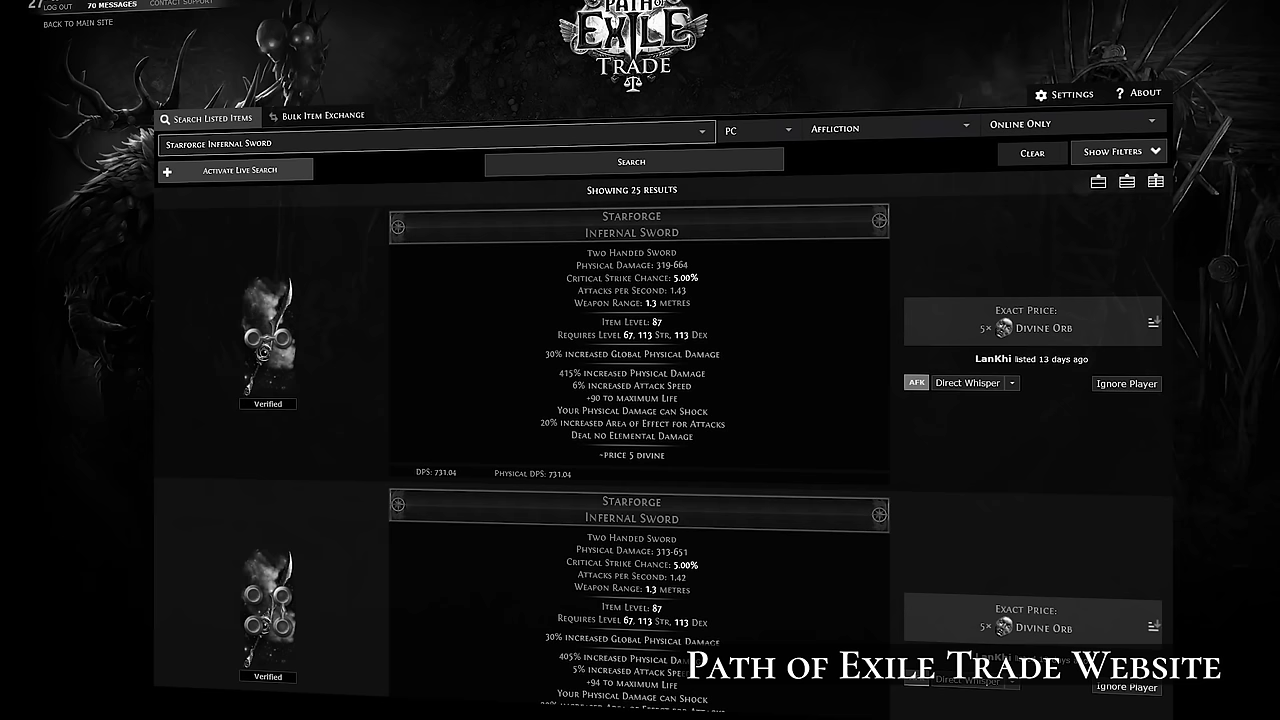 27
LOG OUT 70 MESSAGES CONTACT SUPPORT
BACK TO MAIN SITE
PATH OF
EXILE
TRADE
SETTINGS ? ABOUT
SEARCH LISTED ITEMS BULK ITEM EXCHANGE
STARFORGE INFERNAL SWORD PC AFFLICTION ONLINE ONLY
+ ACTIVATE LIVE SEARCH SEARCH CLEAR SHOW FILTERS
SHOWING 25 RESULTS
STARFORGE
INFERNAL SWORD
TWO HANDED SWORD
PHYSICAL DAMAGE: 319-664
CRITICAL STRIKE CHANCE: 5.00%
ATTACKS PER SECOND: 1.43
WEAPON RANGE: 1.3 METRES
ITEM LEVEL: 87
REQUIRES LEVEL 67, 113 STR, 113 DEX
30% INCREASED GLOBAL PHYSICAL DAMAGE
415% INCREASED PHYSICAL DAMAGE
6% INCREASED ATTACK SPEED
+90 TO MAXIMUM LIFE
YOUR PHYSICAL DAMAGE CAN SHOCK
20% INCREASED AREA OF EFFECT FOR ATTACKS
DEAL NO ELEMENTAL DAMAGE
~PRICE 5 DIVINE
DPS: 731.04 PHYSICAL DPS: 731.04
Verified
EXACT PRICE:
5× DIVINE ORB
LanKhi listed 13 days ago
AFK Direct Whisper Ignore Player
STARFORGE
INFERNAL SWORD
TWO HANDED SWORD
PHYSICAL DAMAGE: 313-651
CRITICAL STRIKE CHANCE: 5.00%
ATTACKS PER SECOND: 1.42
WEAPON RANGE: 1.3 METRES
ITEM LEVEL: 87
REQUIRES LEVEL 67, 113 STR, 113 DEX
30% INCREASED GLOBAL PHYSICAL DAMAGE
405% INCREASED PHYSICAL
5% INCREASED ATTACK
+94 TO MAXIMUM LIFE
YOUR PHYSICAL DAMAGE CAN SHOCK
Verified
EXACT PRICE:
5× DIVINE ORB
LanKhi
Direct Whisper Ignore Player
PATH OF EXILE TRADE WEBSITE